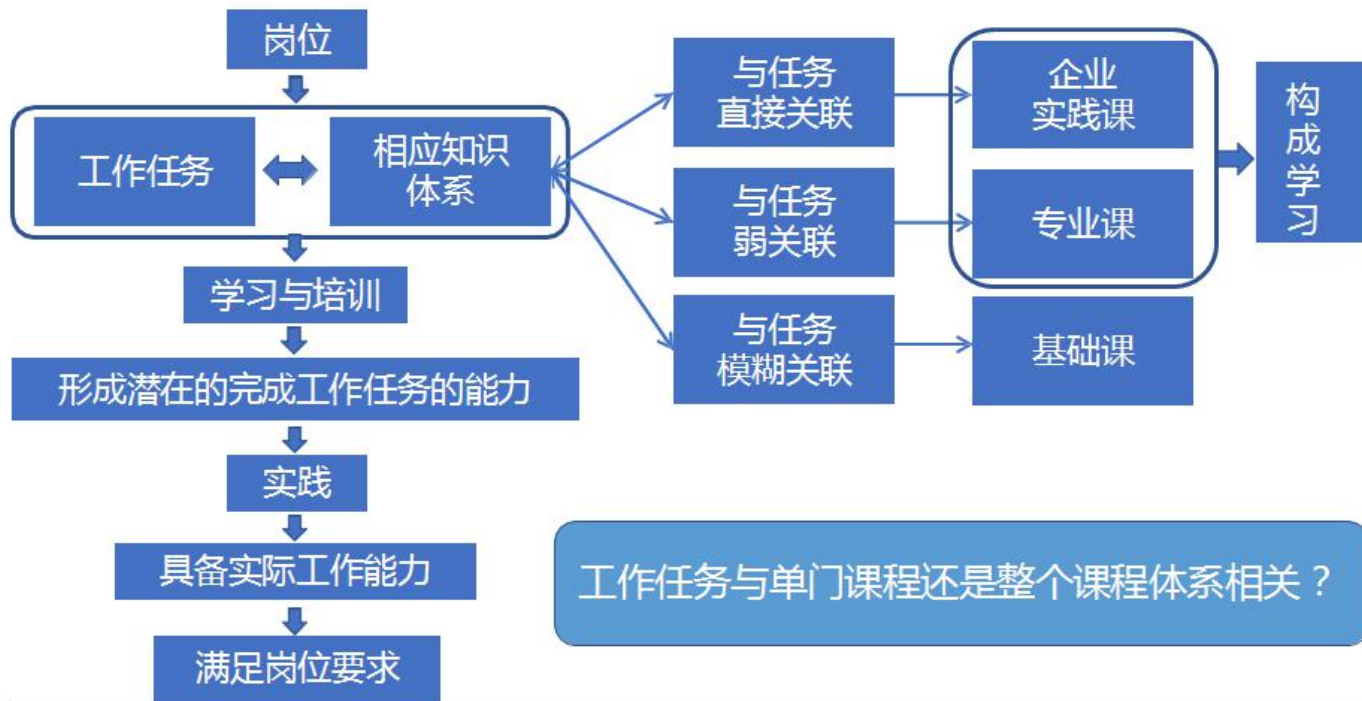 岗位
工作任务
相应知识
体系
学习与培训
形成潜在的完成工作任务的能力
实践
具备实际工作能力
满足岗位要求
与任务
直接关联
与任务
弱关联
与任务
模糊关联
企业
实践课
专业课
基础课
构
成
学
习
工作任务与单门课程还是整个课程体系相关？